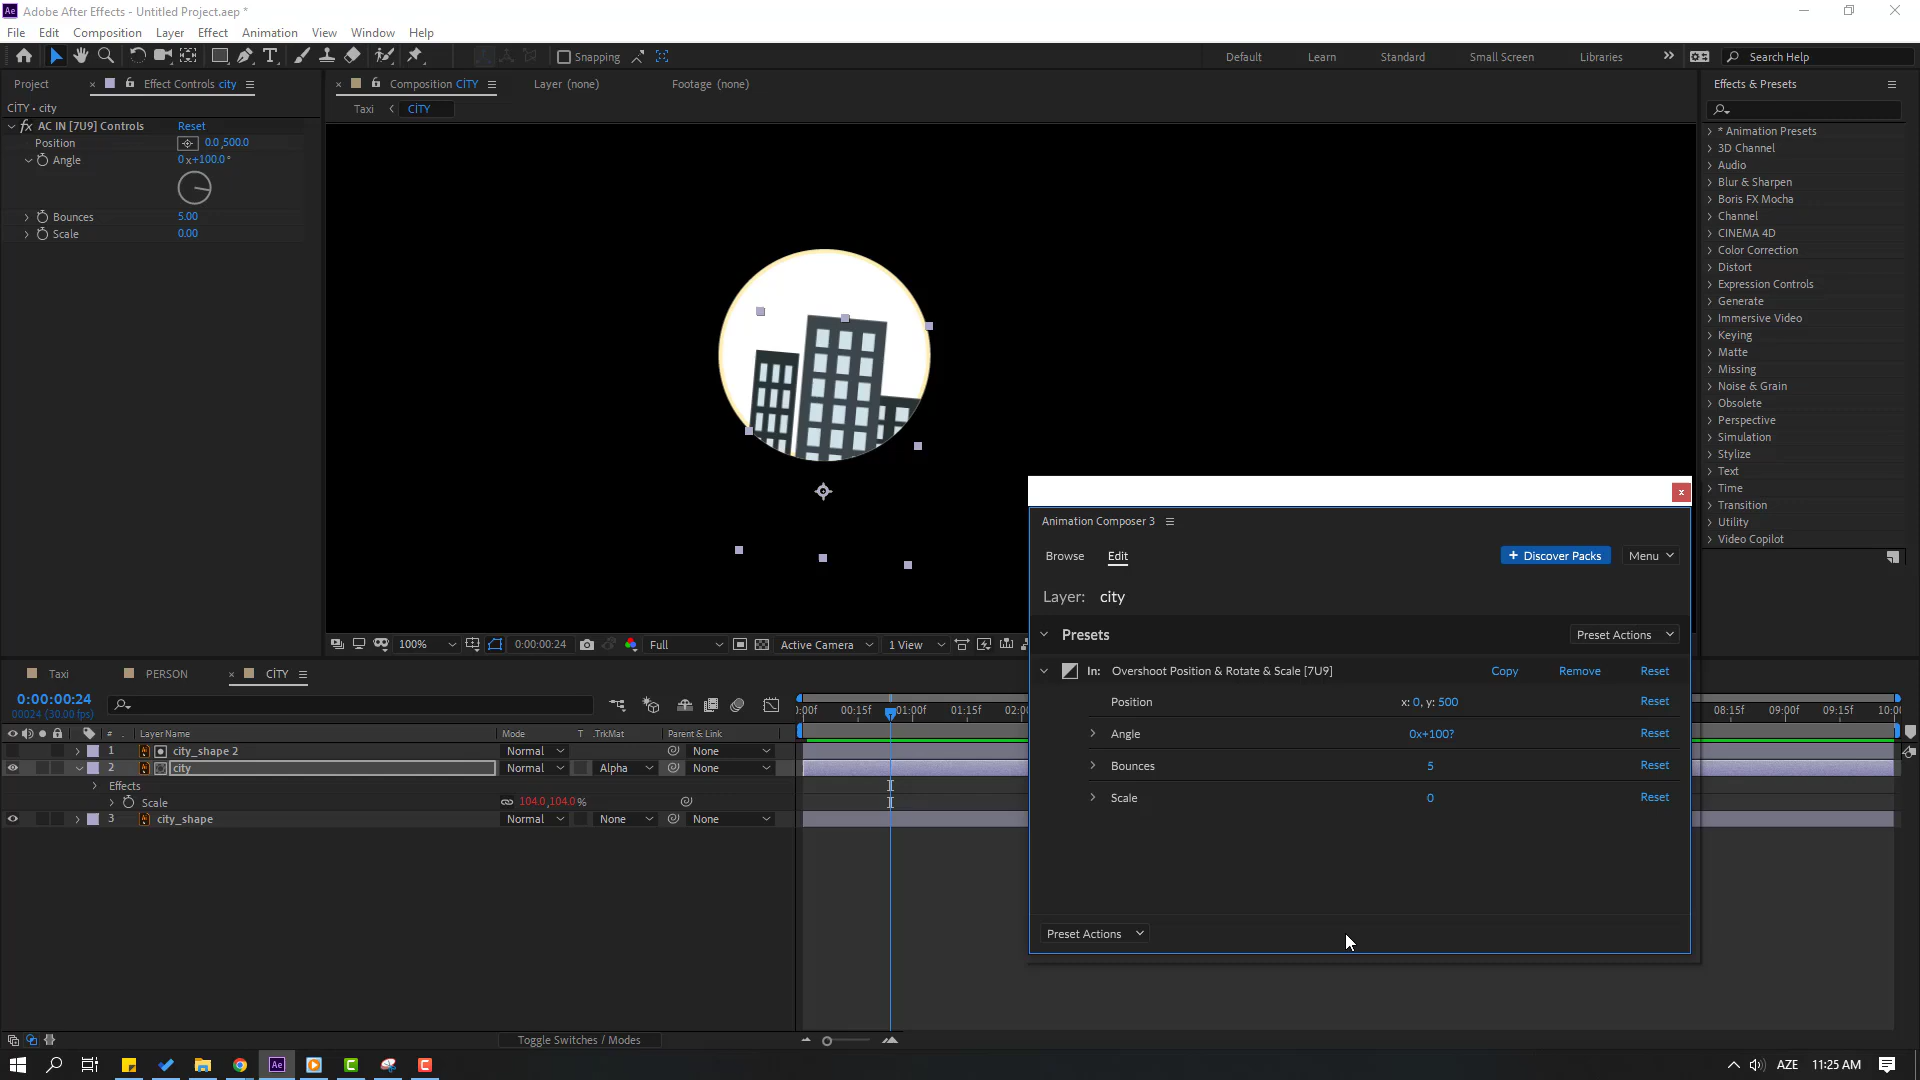 Adobe After Effects - Untitled Project.aep *
File Edit Composition Layer Effect Animation View Window Help
Snapping
Default Learn Standard Small Screen Libraries
Search Help
Project
Effect Controls city
Composition CİTY
Layer (none)
Footage (none)
Effects & Presets
CİTY • city
Taxi
CİTY
AC IN [7U9] Controls Reset
Position 0.0,500.0
Angle 0x+100.0°
Bounces 5.00
Scale 0.00
* Animation Presets
3D Channel
Audio
Blur & Sharpen
Boris FX Mocha
Channel
CINEMA 4D
Color Correction
Distort
Expression Controls
Generate
Immersive Video
Keying
Matte
Missing
Noise & Grain
Obsolete
Perspective
Simulation
Stylize
Text
Time
Transition
Utility
Video Copilot
100%
0:00:00:24
Full
Active Camera
1 View
Animation Composer 3
Browse Edit
+ Discover Packs
Menu
Layer: city
Presets
Preset Actions
In: Overshoot Position & Rotate & Scale [7U9] Copy Remove Reset
Position x: 0, y: 500 Reset
Angle 0x+100? Reset
Bounces 5 Reset
Scale 0 Reset
Preset Actions
Taxi
PERSON
CİTY
0:00:00:24
00024 (30.00 fps)
:00f 00:15f 01:00f 01:15f 02:0
08:15f 09:00f 09:15f 10:0
# Layer Name Mode T .TrkMat Parent & Link
1 city_shape 2 Normal None
2 city Normal Alpha None
Effects
Scale 104.0,104.0%
3 city_shape Normal None None
Toggle Switches / Modes
Ae
AZE
11:25 AM